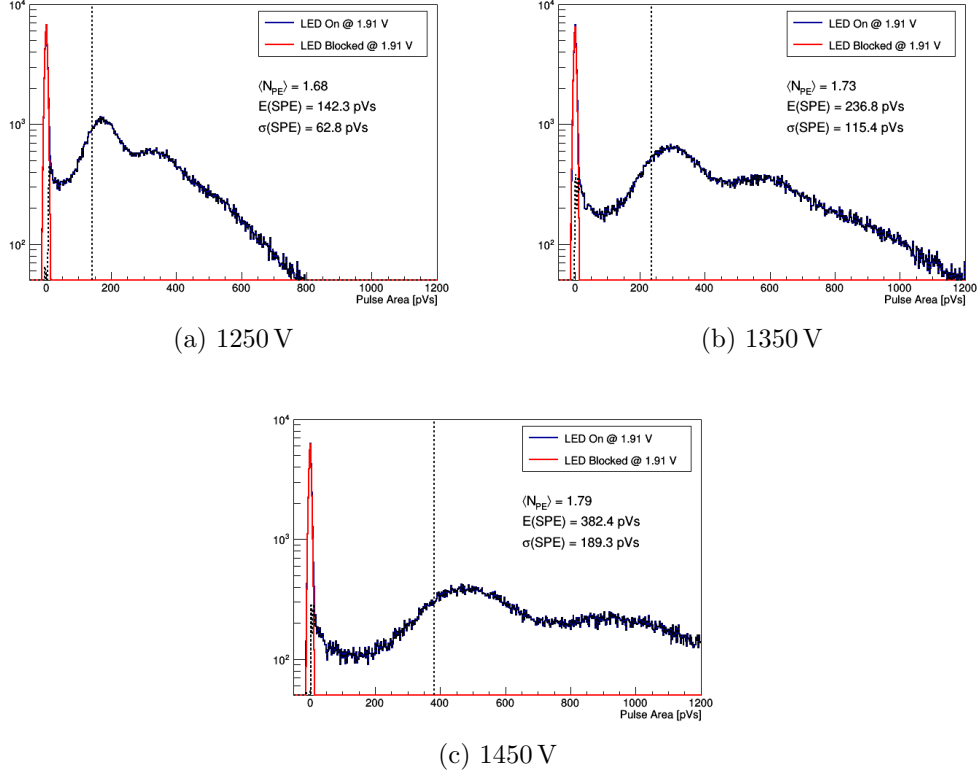 10⁴
10³
10²
LED On @ 1.91 V
LED Blocked @ 1.91 V
⟨N_PE⟩ = 1.68
E(SPE) = 142.3 pVs
σ(SPE) = 62.8 pVs
0 200 400 600 800 1000 1200
Pulse Area [pVs]
(a) 1250 V
10⁴
10³
10²
LED On @ 1.91 V
LED Blocked @ 1.91 V
⟨N_PE⟩ = 1.73
E(SPE) = 236.8 pVs
σ(SPE) = 115.4 pVs
0 200 400 600 800 1000 1200
Pulse Area [pVs]
(b) 1350 V
10⁴
10³
10²
LED On @ 1.91 V
LED Blocked @ 1.91 V
⟨N_PE⟩ = 1.79
E(SPE) = 382.4 pVs
σ(SPE) = 189.3 pVs
0 200 400 600 800 1000 1200
Pulse Area [pVs]
(c) 1450 V